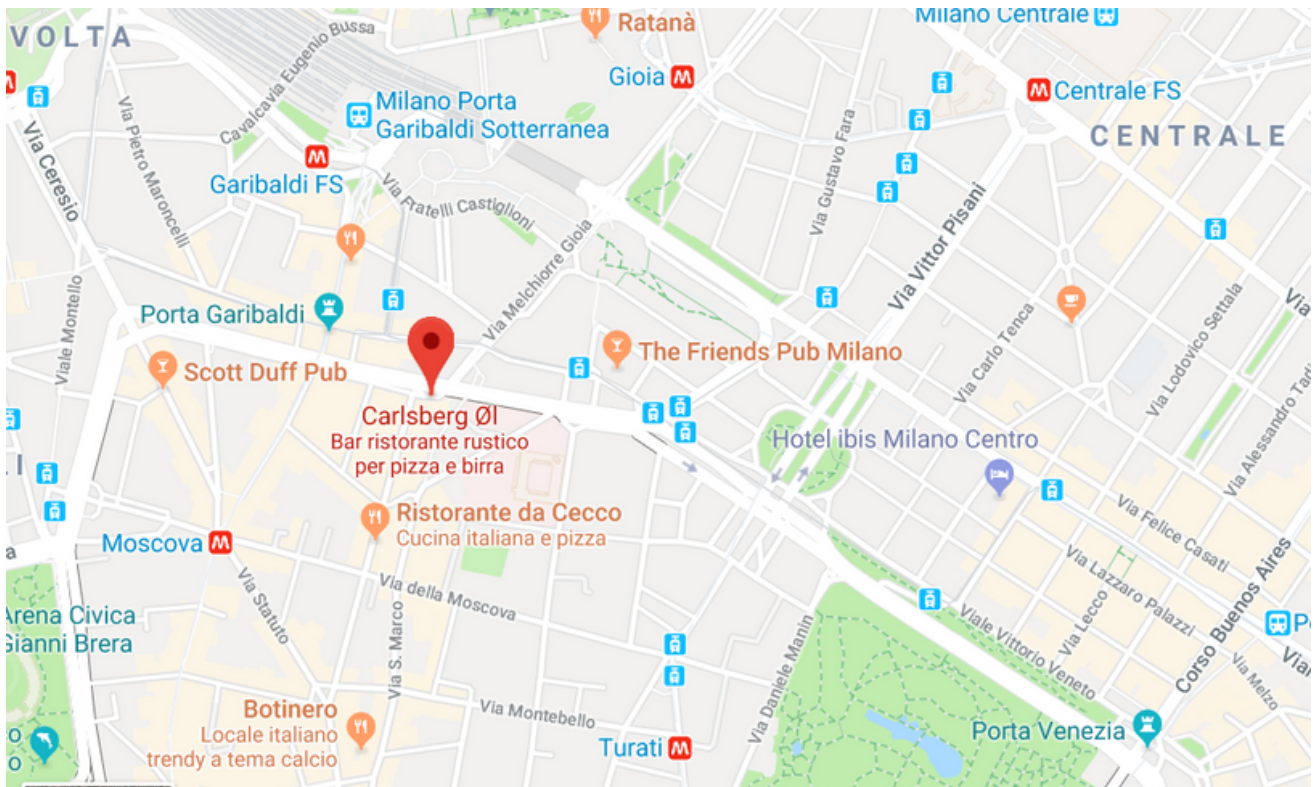 VOLTA
Cavalcavia Eugenio Bussa
Ratanà
Milano Centrale
Gioia
Centrale FS
Milano Porta
Garibaldi Sotterranea
CENTRALE
Via Ceresio
Via Pietro Maroncelli
Garibaldi FS
Via Fratelli Castiglioni
Via Gustavo Fara
Via Vittor Pisani
Via Melchiorre Gioia
Viale Montello
Porta Garibaldi
Via Carlo Tenca
Via Lodovico Settala
Via
Scott Duff Pub
The Friends Pub Milano
Via Alessandro Tadi
Carlsberg Øl
Bar ristorante rustico
per pizza e birra
Hotel ibis Milano Centro
LI
Ristorante da Cecco
Cucina italiana e pizza
Moscova
a
Via Felice Casati
Via Lazzaro Palazzi
Via Statuto
Via della Moscova
Via S. Marco
Via Lecco
Corso Buenos Aires
Arena Civica
Gianni Brera
Via Daniele Manin
Viale Vittorio Veneto
P
Via
Via Melzo
Botinero
Locale italiano
trendy a tema calcio
Via Montebello
Turati
Porta Venezia
o
o